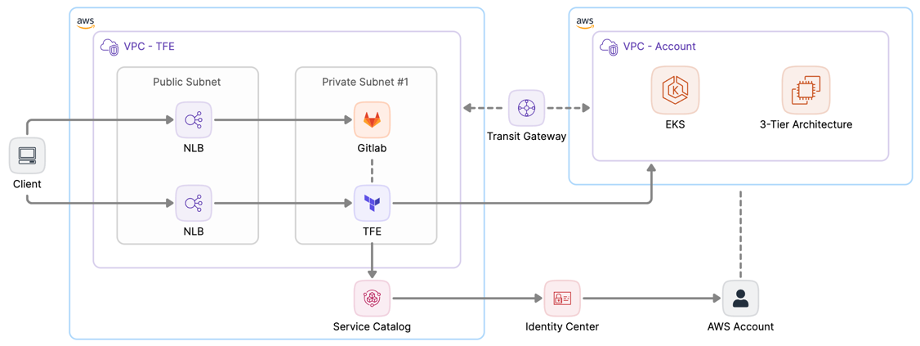 aws
VPC - TFE
Public Subnet
Private Subnet #1
NLB
Gitlab
Client
NLB
TFE
Service Catalog
Transit Gateway
aws
VPC - Account
EKS
3-Tier Architecture
Identity Center
AWS Account